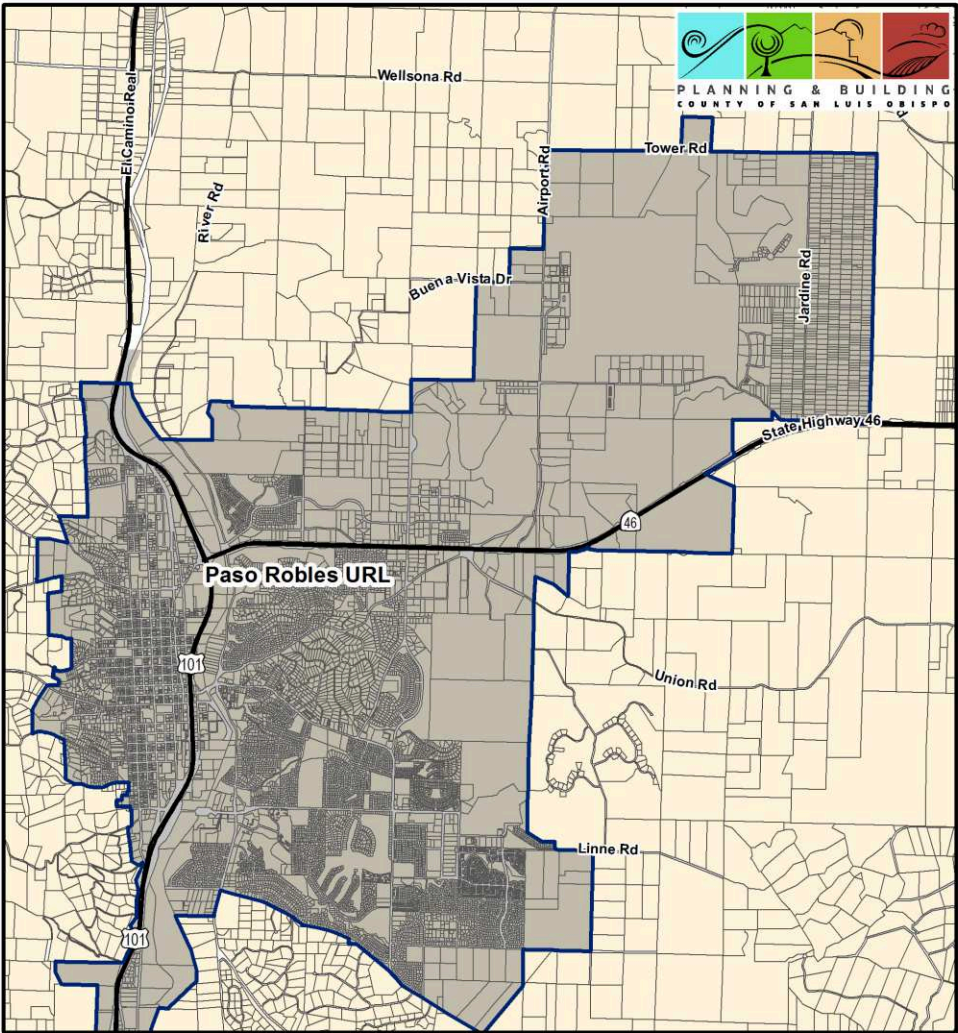 PLANNING & BUILDING
COUNTY OF SAN LUIS OBISPO
Wellsona Rd
El Camino Real
Tower Rd
Airport Rd
River Rd
Buena Vista Dr
Jardine Rd
State Highway 46
46
Paso Robles URL
101
Union Rd
Linne Rd
101